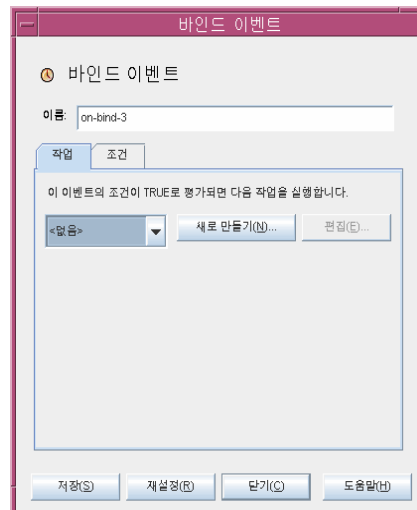 바인드 이벤트
바인드 이벤트
이름: on-bind-3
작업 조건
이 이벤트의 조건이 TRUE로 평가되면 다음 작업을 실행합니다.
<없음> 새로 만들기(N)... 편집(E)...
저장(S) 재설정(R) 닫기(C) 도움말(H)